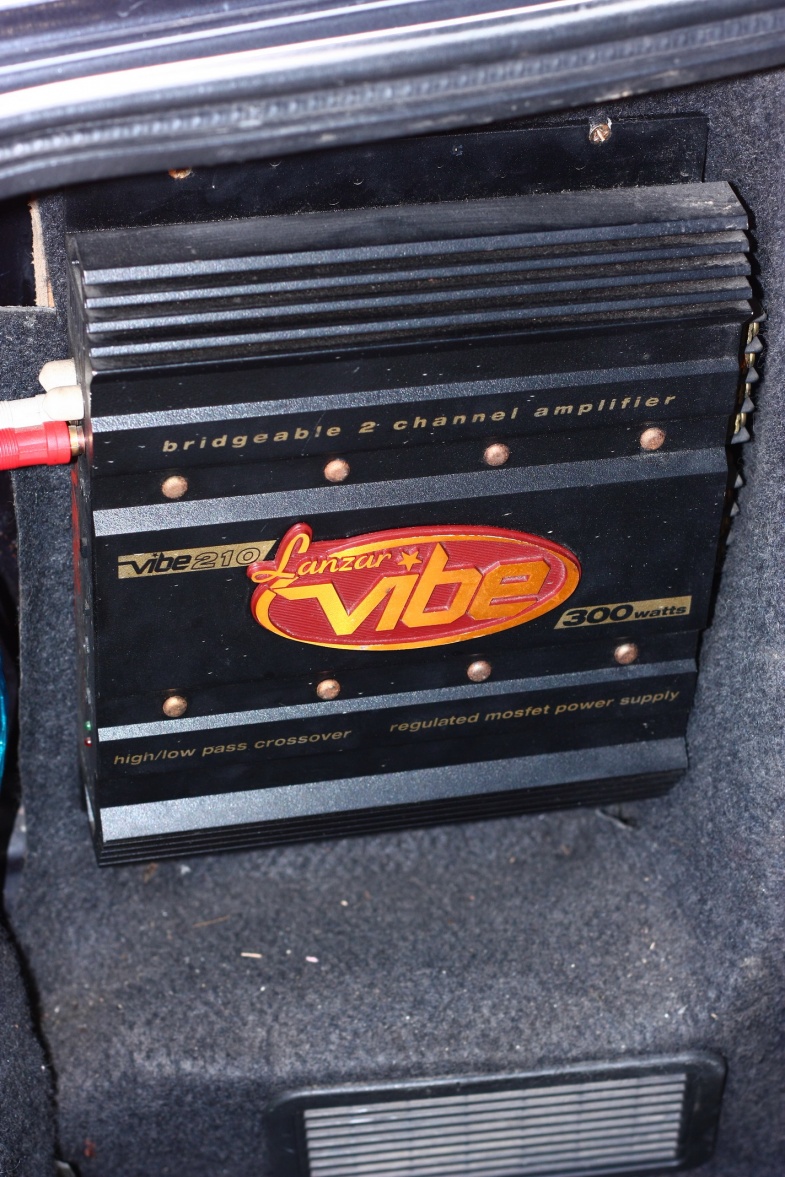 bridgeable 2 channel amplifier
vibe210
Lanzar
vibe
300watts
high/low pass crossover
regulated mosfet power supply